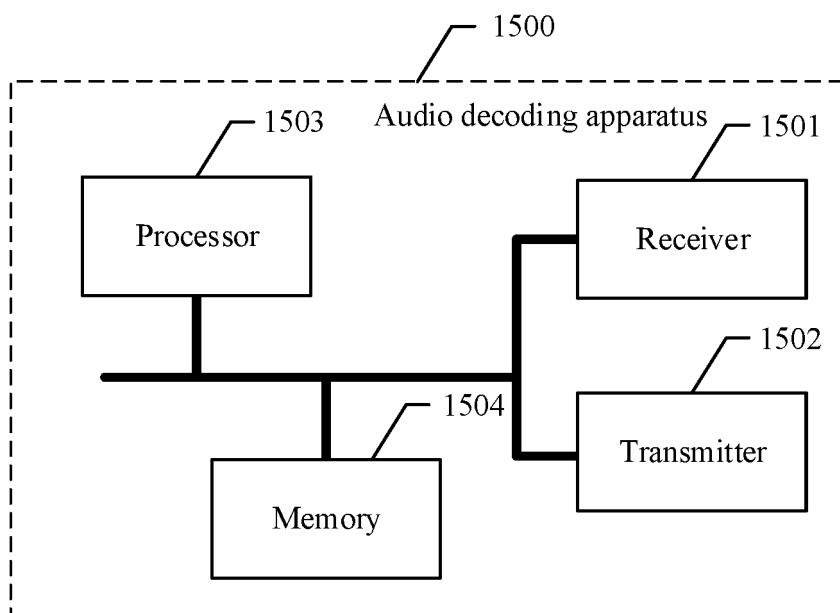 1500
Audio decoding apparatus
1503
1501
Processor
Receiver
1502
1504
Transmitter
Memory